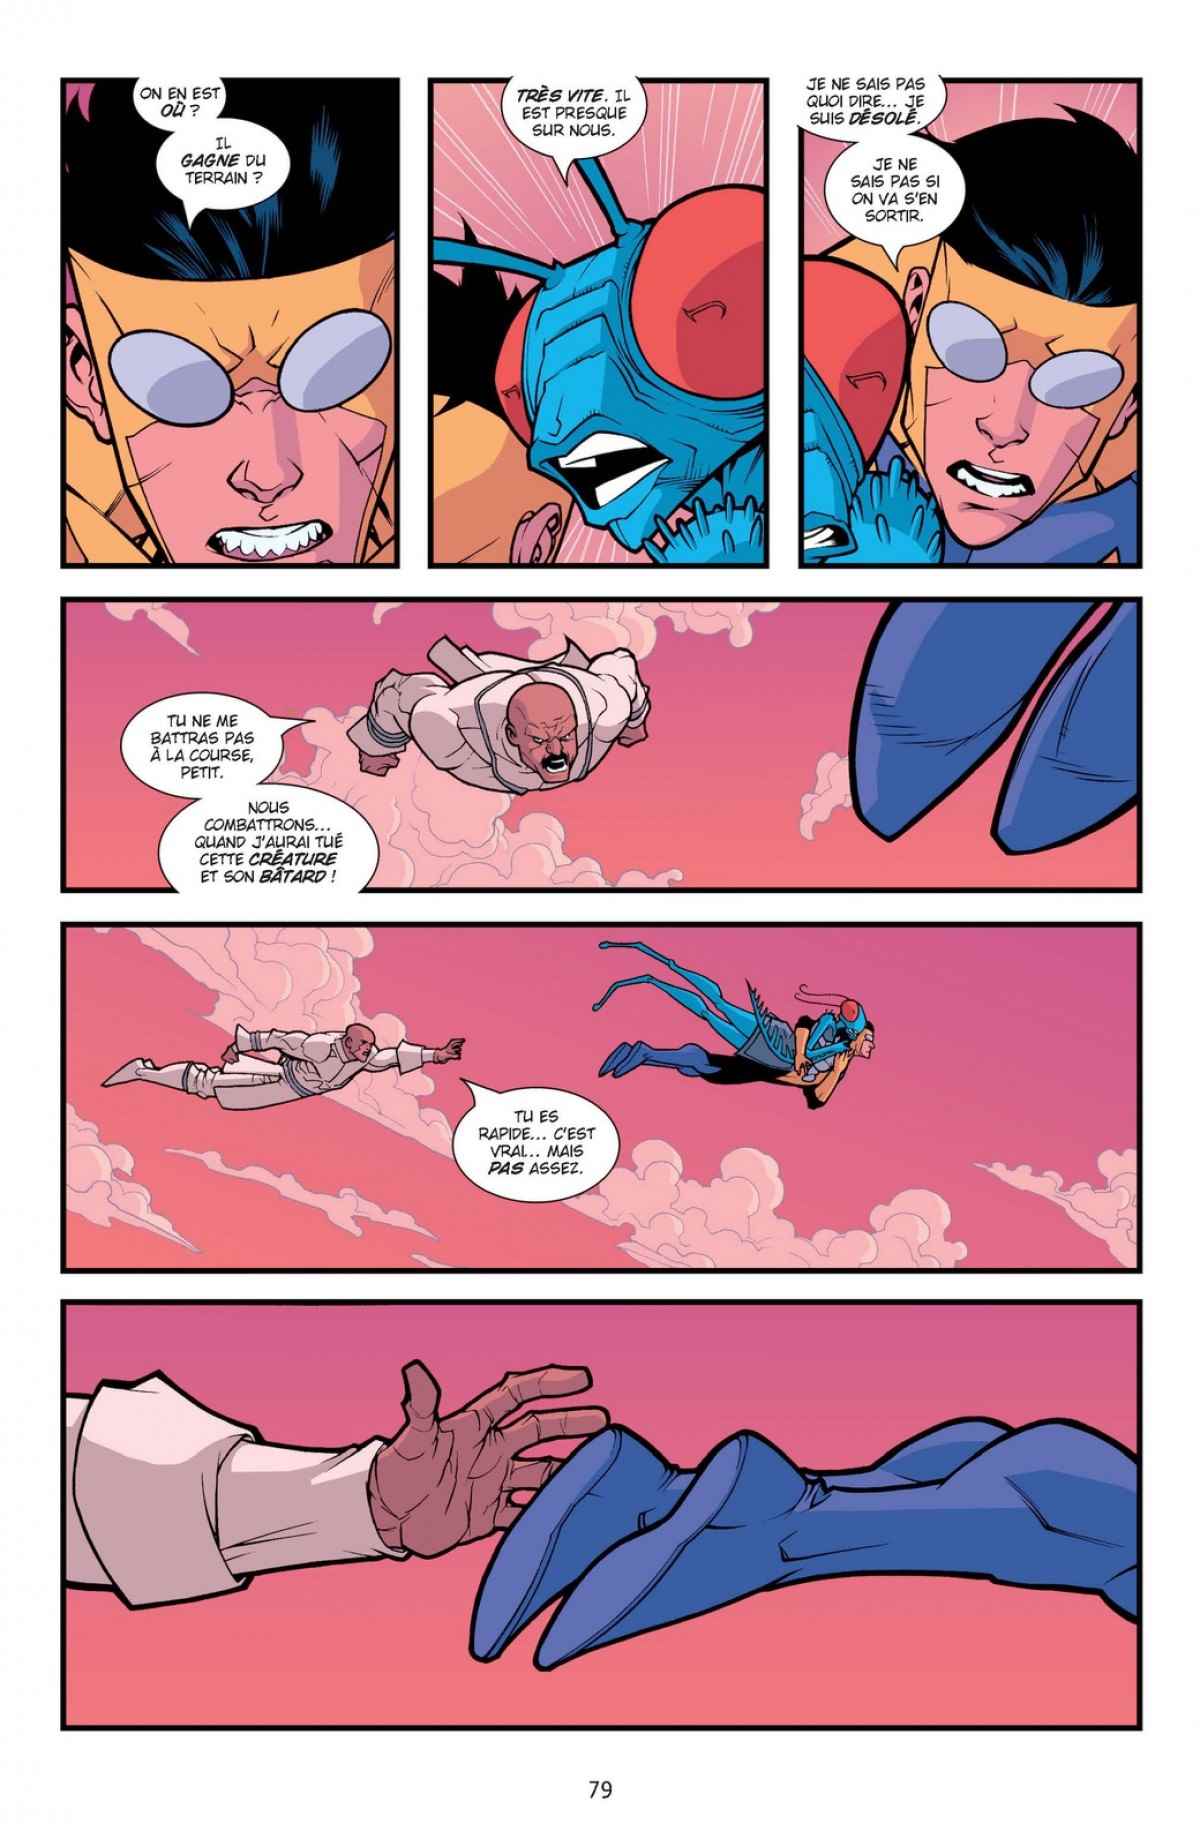 ON EN EST
OÙ ?
IL
GAGNE DU
TERRAIN ?
TRÈS VITE. IL
EST PRESQUE
SUR NOUS.
JE NE SAIS PAS
QUOI DIRE... JE
SUIS DÉSOLÉ.
JE NE
SAIS PAS SI
ON VA S'EN
SORTIR.
TU NE ME
BATTRAS PAS
À LA COURSE,
PETIT.
NOUS
COMBATTRONS...
QUAND J'AURAI TUÉ
CETTE CRÉATURE
ET SON BÂTARD !
TU ES
RAPIDE... C'EST
VRAI... MAIS
PAS ASSEZ.
79